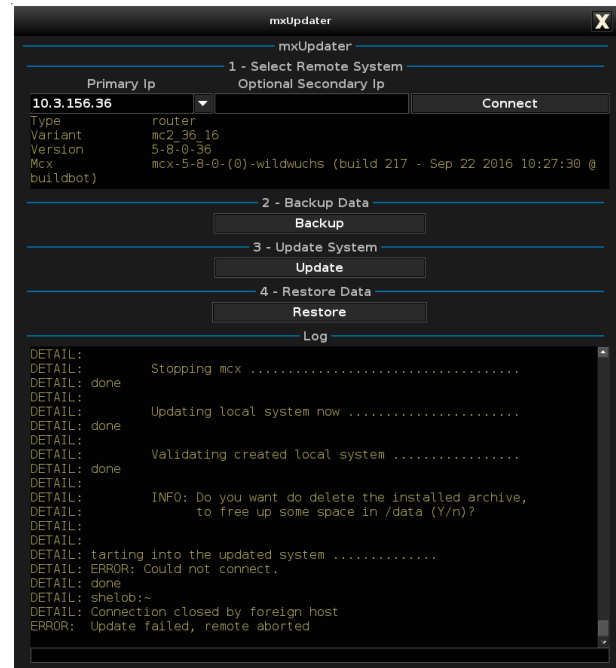 mxUpdater
X
mxUpdater
1 - Select Remote System
Primary Ip Optional Secondary Ip
10.3.156.36 Connect
Type router
Variant mc2_36_16
Version 5-8-0-36
Mcx mcx-5-8-0-(0)-wildwuchs (build 217 - Sep 22 2016 10:27:30 @
buildbot)
2 - Backup Data
Backup
3 - Update System
Update
4 - Restore Data
Restore
Log
DETAIL:
DETAIL: Stopping mcx ....................................
DETAIL: done
DETAIL:
DETAIL: Updating local system now .......................
DETAIL: done
DETAIL:
DETAIL: Validating created local system .................
DETAIL: done
DETAIL:
DETAIL: INFO: Do you want do delete the installed archive,
DETAIL: to free up some space in /data (Y/n)?
DETAIL:
DETAIL:
DETAIL: tarting into the updated system ..............
DETAIL: ERROR: Could not connect.
DETAIL: done
DETAIL: shelob:~
DETAIL: Connection closed by foreign host
ERROR: Update failed, remote aborted